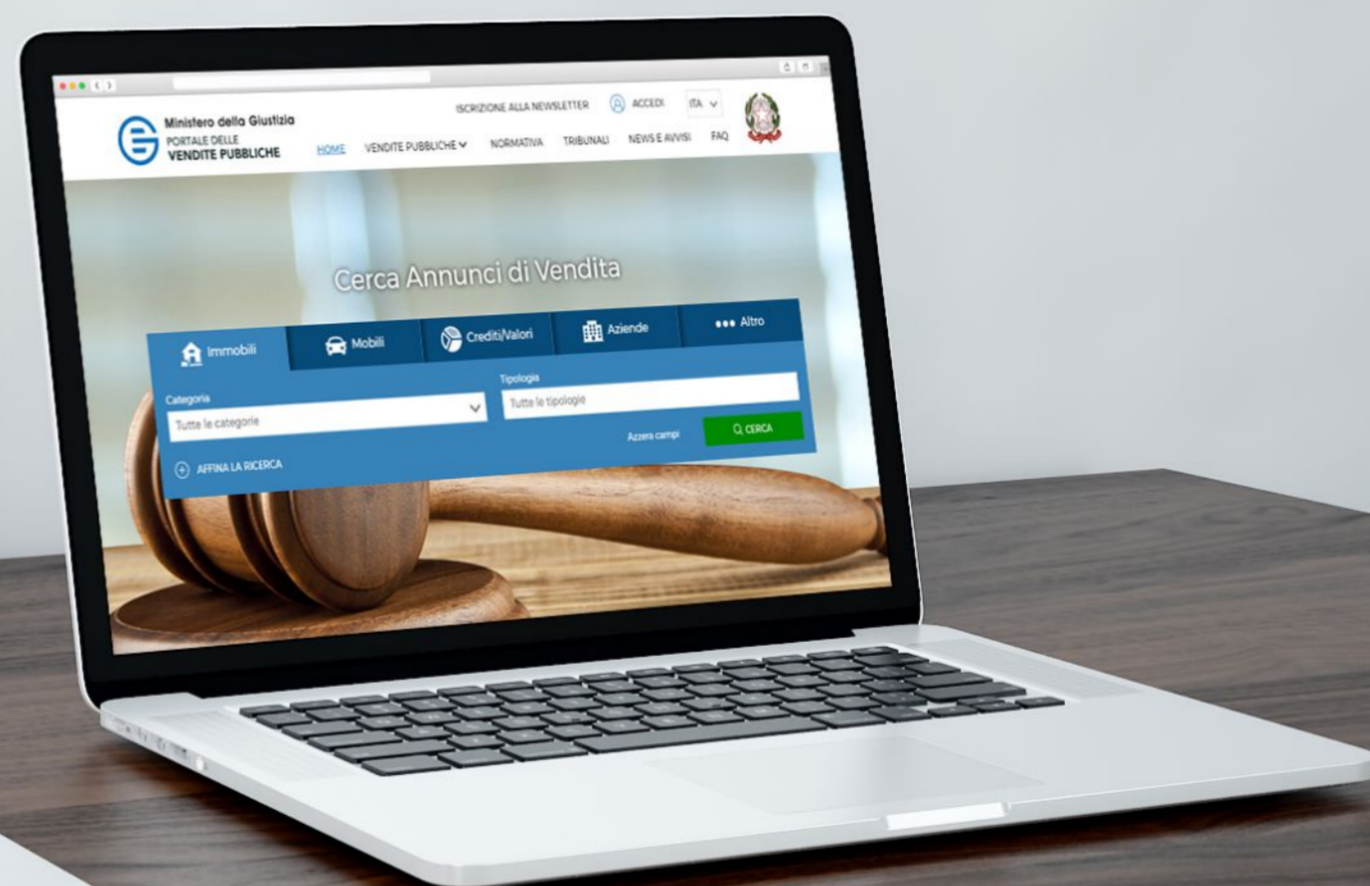 ISCRIZIONE ALLA NEWSLETTER
ACCEDI
ITA
Ministero della Giustizia
PORTALE DELLE
VENDITE PUBBLICHE
HOME
VENDITE PUBBLICHE
NORMATIVA
TRIBUNALI
NEWS E AVVISI
FAQ
Cerca Annunci di Vendita
Immobili
Mobili
Crediti/Valori
Aziende
Altro
Categoria
Tutte le categorie
Tipologia
Tutte le tipologie
AFFINA LA RICERCA
Azzera campi
CERCA